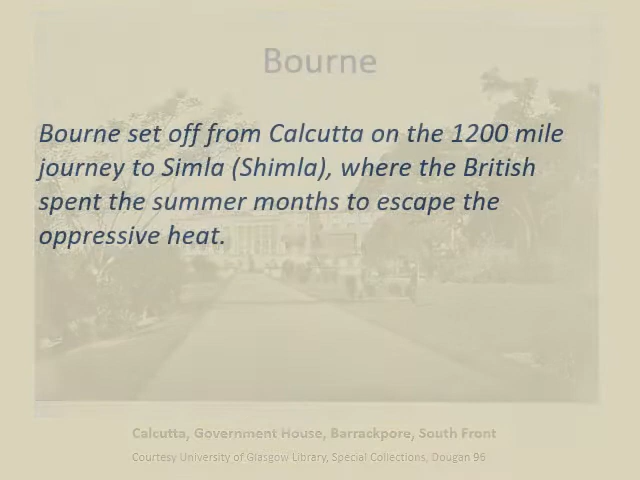 Bourne
Bourne set off from Calcutta on the 1200 mile
journey to Simla (Shimla), where the British
spent the summer months to escape the
oppressive heat.
Calcutta, Government House, Barrackpore, South Front
Courtesy University of Glasgow Library, Special Collections, Dougan 96